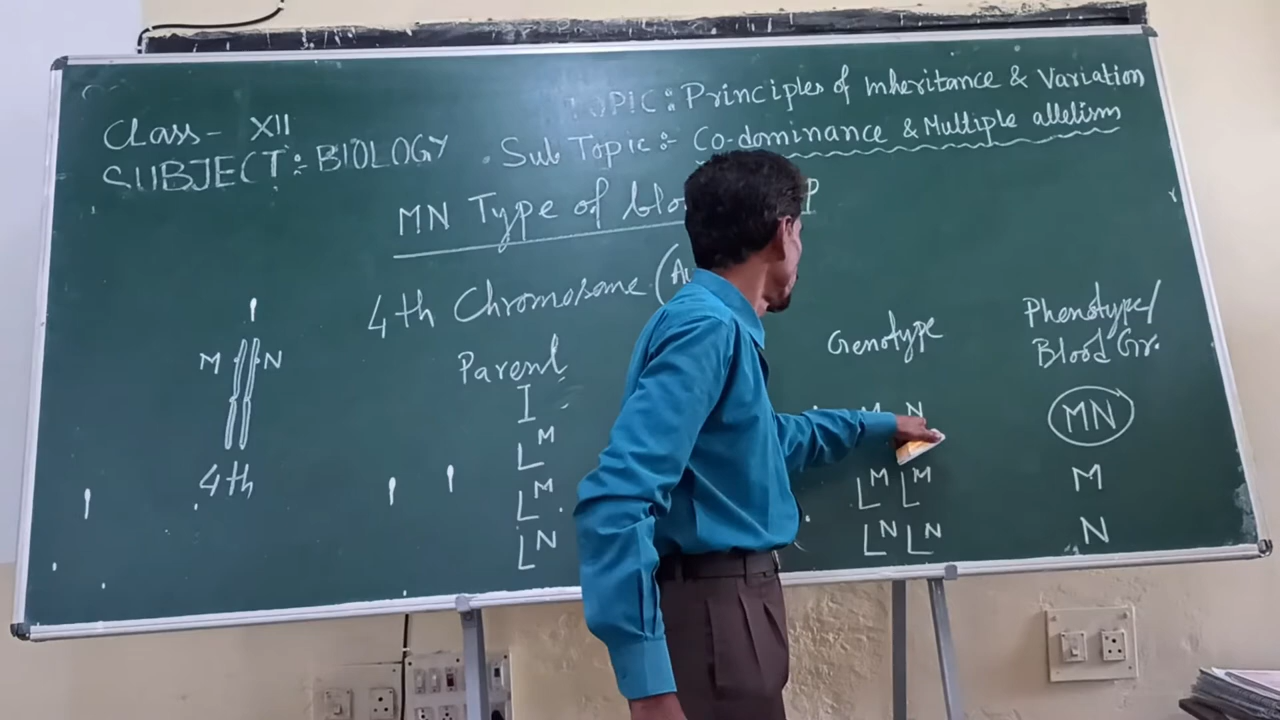 TOPIC:- Principles of Inheritance & Variation
Class- XII
SUBJECT:- BIOLOGY
Sub Topic:- Co-dominance & Multiple allelism
MN Type of
4th Chromosome
M N
4th
Parent Genotype Phenotype/
Blood Gr.
I
L^M M N MN
L^M L^M L^M M
L^N L^N L^N N